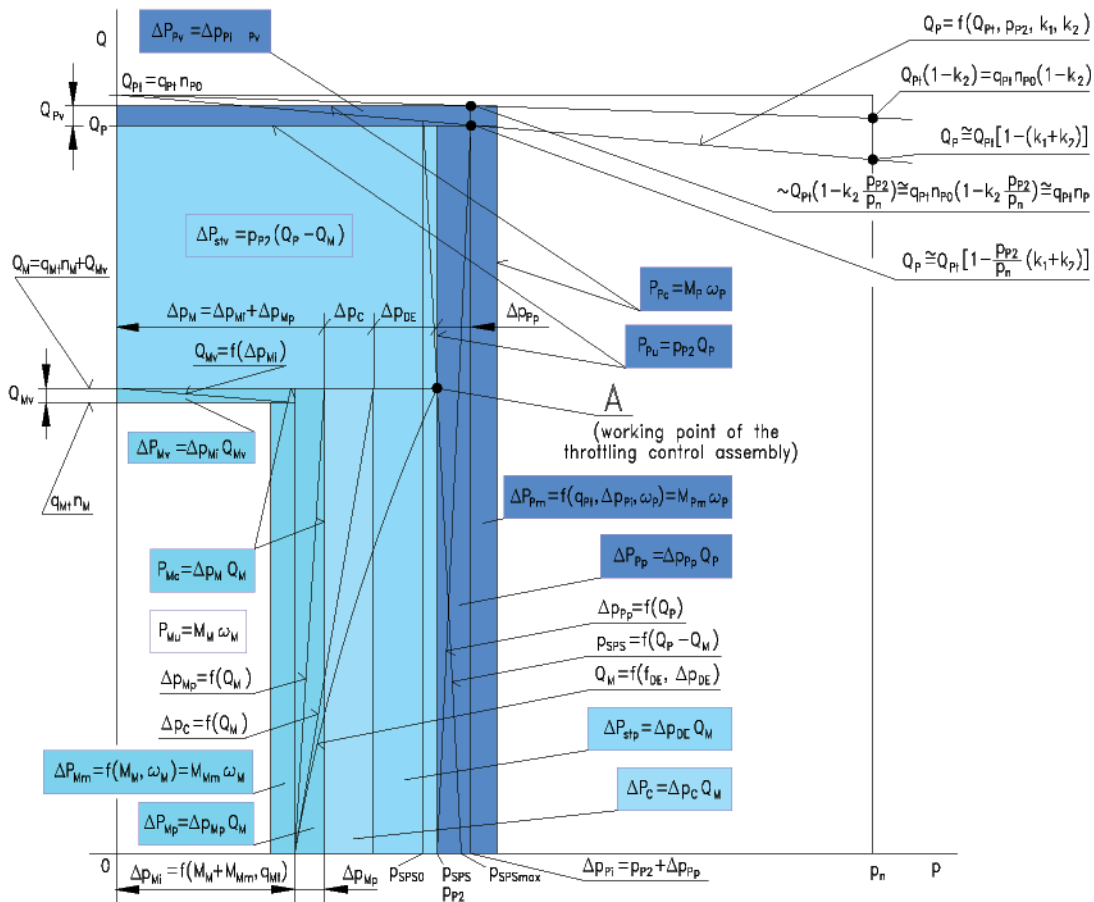 Q
ΔP_Pv = Δp_Pi   Pv
Q_P = f(Q_Pt, p_P2, k_1, k_2)
Q_Pt = q_Pt n_P0
Q_Pt(1-k_2) = q_Pt n_P0(1-k_2)
Q_Pv
Q_P
Q_P ≅ Q_Pt[1-(k_1+k_2)]
~Q_Pt(1-k_2 p_P2/p_n) ≅ q_Pt n_P0(1-k_2 p_P2/p_n) ≅ q_Pt n_P
ΔP_stv = p_P2(Q_P - Q_M)
Q_M = q_Mt n_M + Q_Mv
Q_P ≅ Q_Pt[1- p_P2/p_n (k_1+k_2)]
P_Pc = M_P ω_P
Δp_M = Δp_Mi + Δp_Mp
Δp_C
Δp_DE
Δp_Pp
P_Pu = p_P2 Q_P
Q_Mv = f(Δp_Mi)
Q_Mv
A
(working point of the
throttling control assembly)
ΔP_Mv = Δp_Mi Q_Mv
q_Mt n_M
ΔP_Pm = f(q_Pt, Δp_Pi, ω_P) = M_Pm ω_P
P_Mc = Δp_M Q_M
ΔP_Pp = Δp_Pp Q_P
P_Mu = M_M ω_M
Δp_Pp = f(Q_P)
p_SPS = f(Q_P - Q_M)
Δp_Mp = f(Q_M)
Q_M = f(f_DE, Δp_DE)
Δp_C = f(Q_M)
ΔP_stp = Δp_DE Q_M
ΔP_Mm = f(M_M, ω_M) = M_Mm ω_M
ΔP_C = Δp_C Q_M
ΔP_Mp = Δp_Mp Q_M
0
Δp_Mi = f(M_M + M_Mm, q_Mt)
Δp_Mp
p_SPS0
p_SPS
p_P2
p_SPSmax
Δp_Pi = p_P2 + Δp_Pp
p_n
p